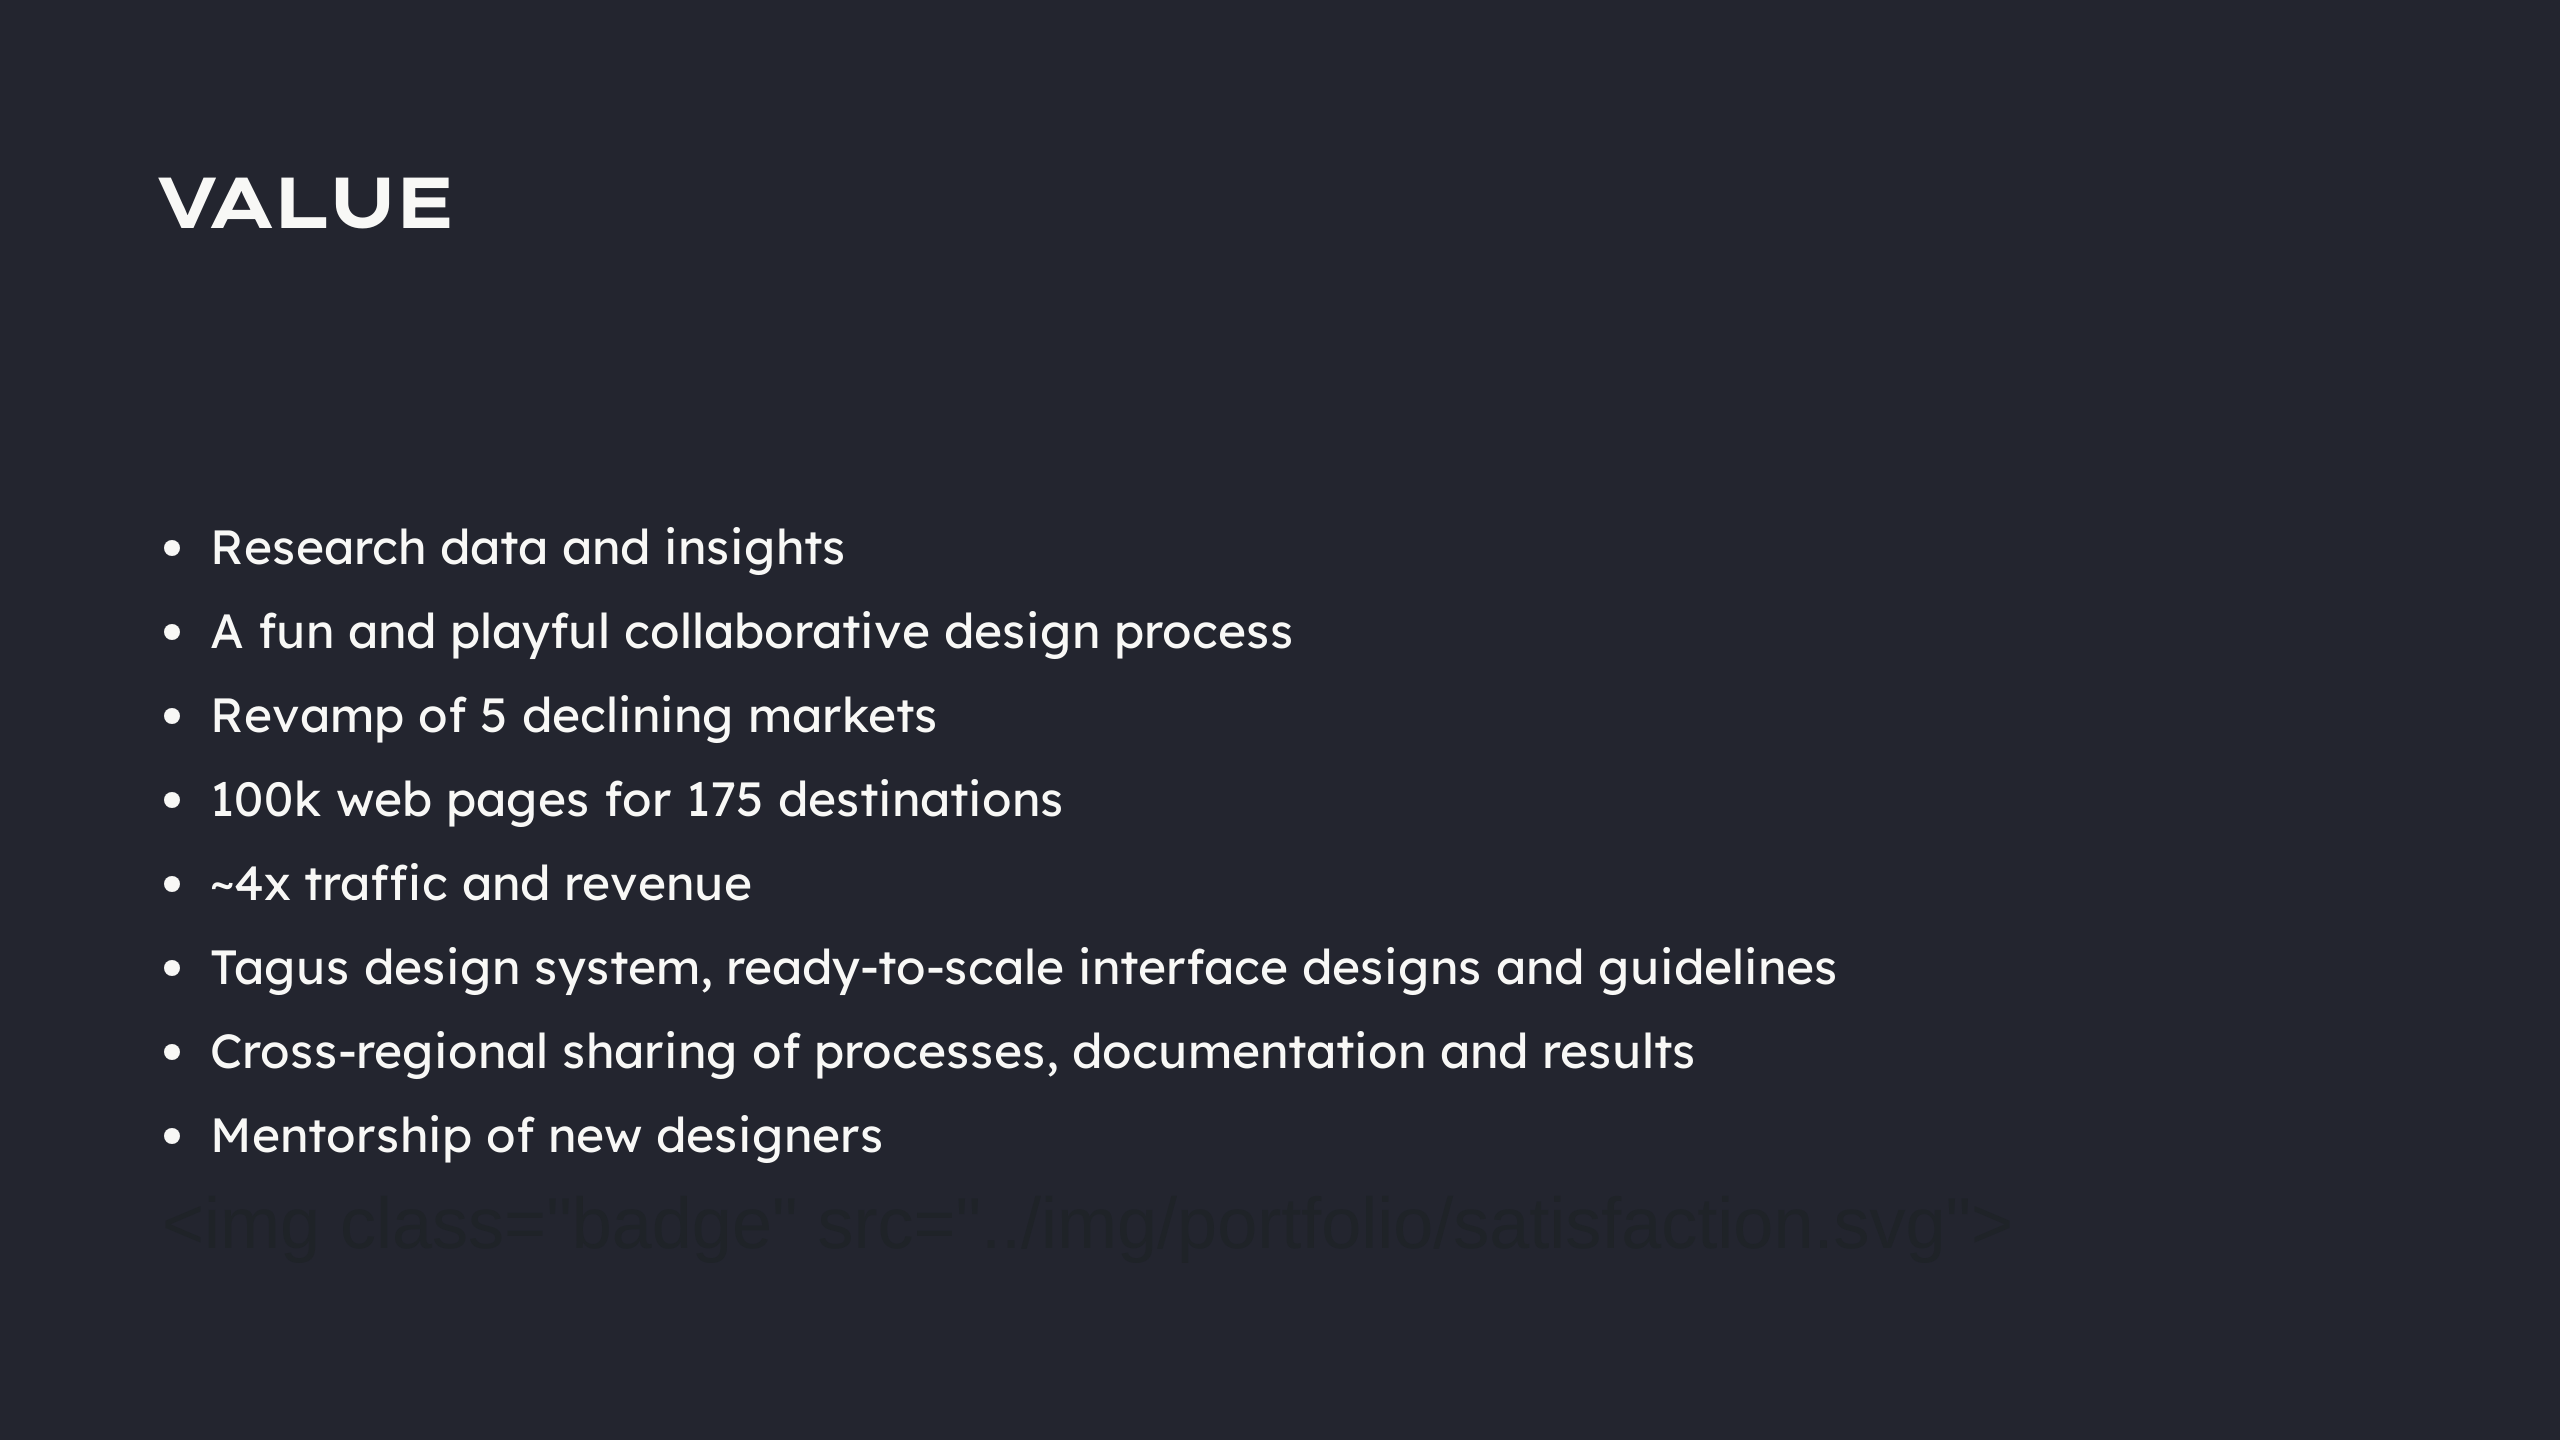 VALUE
• Research data and insights
• A fun and playful collaborative design process
• Revamp of 5 declining markets
• 100k web pages for 175 destinations
• ~4x traffic and revenue
• Tagus design system, ready-to-scale interface designs and guidelines
• Cross-regional sharing of processes, documentation and results
• Mentorship of new designers
<img class="badge" src="../img/portfolio/satisfaction.svg">